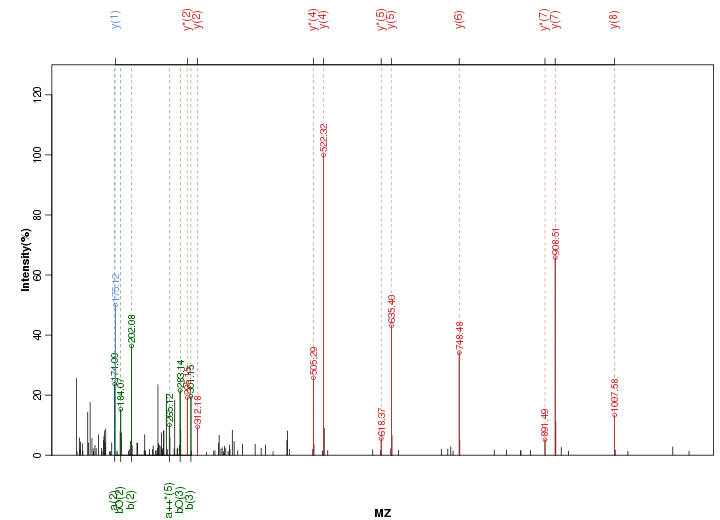 y(1) y*(2) y(2) y*(4) y(4) y*(5) y(5) y(6) y*(7) y(7) y(8)
Intensity(%)
0 20 40 60 80 100 120
174.09 175.12 184.07 202.08 265.12 283.14 301.15 312.18 505.29 522.32 618.37 635.40 748.48 891.49 908.51 1007.58
a(2) bO(2) b(2) a++*(5) bO(3) b(3)
MZ